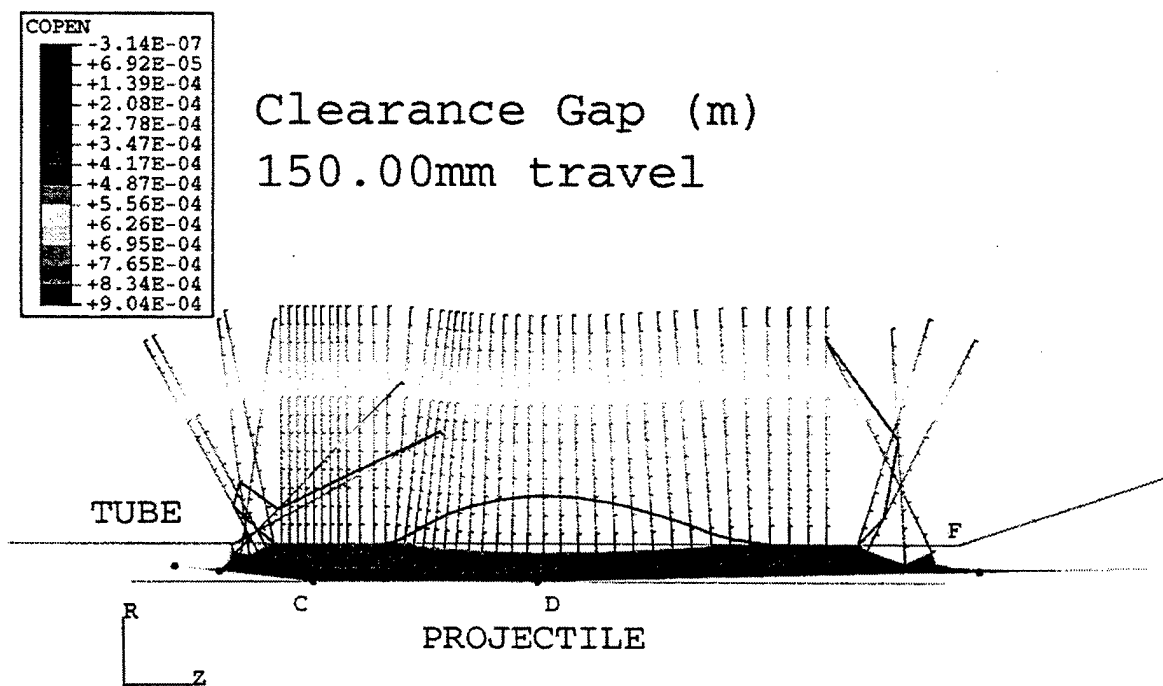 COPEN
-3.14E-07
+6.92E-05
+1.39E-04
+2.08E-04
+2.78E-04
+3.47E-04
+4.17E-04
+4.87E-04
+5.56E-04
+6.26E-04
+6.95E-04
+7.65E-04
+8.34E-04
+9.04E-04
Clearance Gap (m)
150.00mm travel
TUBE
F
C
D
R
PROJECTILE
Z